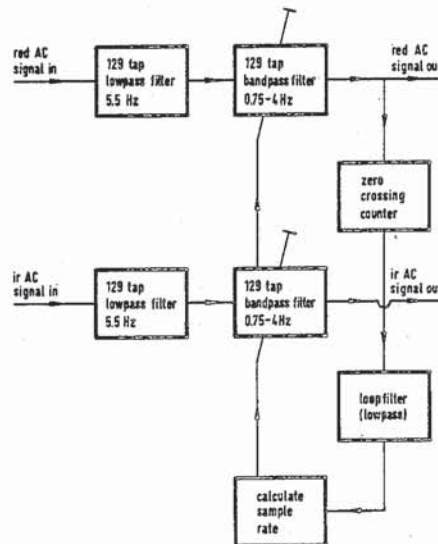 red AC
signal in
129 tap
lowpass filter
5.5 Hz
129 tap
bandpass filter
0.75-4Hz
red AC
signal out
zero
crossing
counter
ir AC
signal in
129 tap
lowpass filter
5.5 Hz
129 tap
bandpass filter
0.75-4Hz
ir AC
signal out
loop filter
(lowpass)
calculate
sample
rate